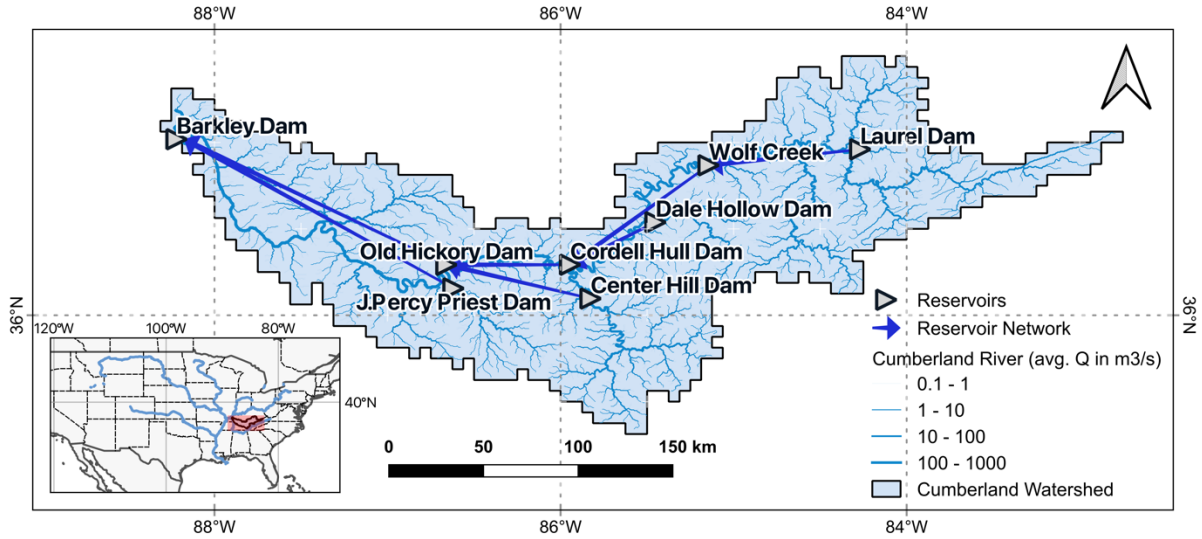 88°W 86°W 84°W
Barkley Dam
Laurel Dam
Wolf Creek
Dale Hollow Dam
Old Hickory Dam
Cordell Hull Dam
Center Hill Dam
J.Percy Priest Dam
36°N
36°N
120°W 100°W 80°W
40°N
0 50 100 150 km
Reservoirs
Reservoir Network
Cumberland River (avg. Q in m3/s)
0.1 - 1
1 - 10
10 - 100
100 - 1000
Cumberland Watershed
88°W 86°W 84°W